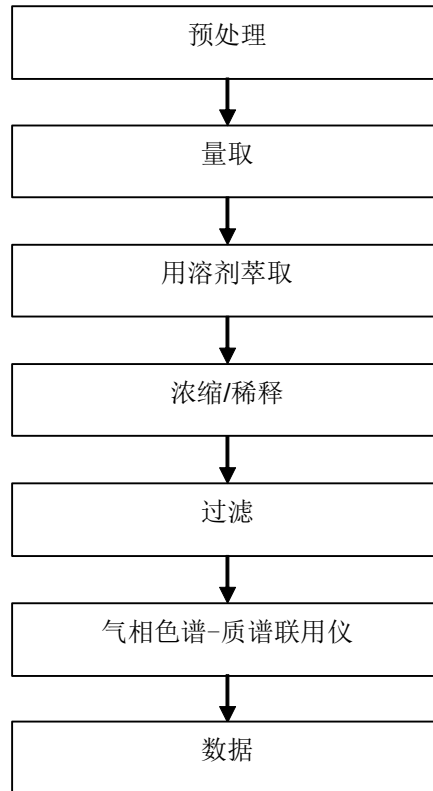 预处理
量取
用溶剂萃取
浓缩/稀释
过滤
气相色谱-质谱联用仪
数据